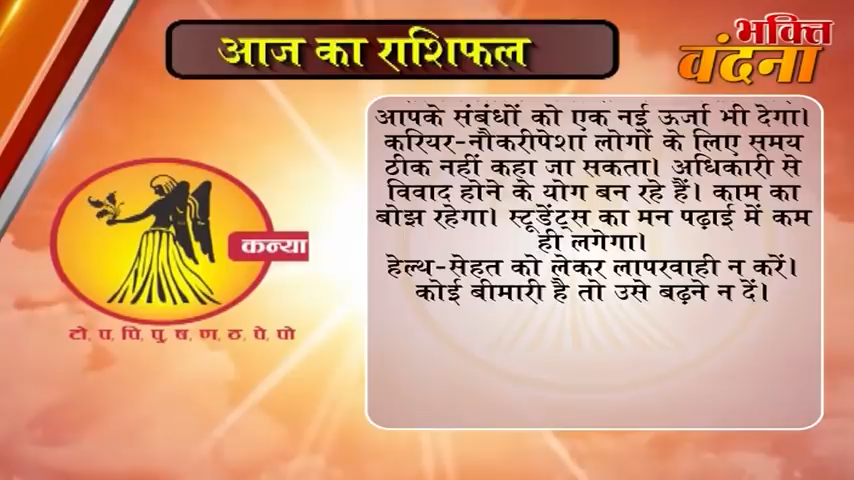 आज का राशिफल
भक्ति
वंदना
आपके संबंधों को एक नई ऊर्जा भी देगा।
करियर-नौकरीपेशा लोगों के लिए समय
ठीक नहीं कहा जा सकता। अधिकारी से
विवाद होने के योग बन रहे हैं। काम का
बोझ रहेगा। स्टूडेंट्स का मन पढ़ाई में कम
ही लगेगा।
हेल्थ-सेहत को लेकर लापरवाही न करें।
कोई बीमारी है तो उसे बढ़ने न दें।
कन्या
टो, प, पि, पु, ष, ण, ठ, पे, पो